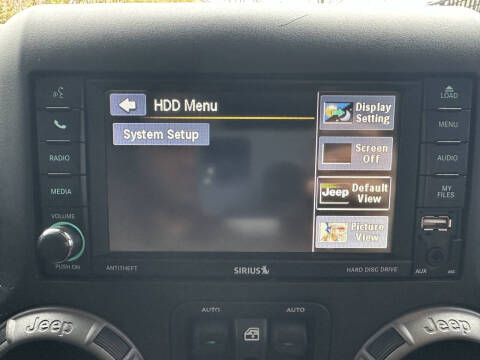 HDD Menu
System Setup
Display
Setting
Screen
Off
Jeep
Default
View
Picture
View
RADIO
MEDIA
VOLUME
PUSH ON
LOAD
MENU
AUDIO
MY
FILES
AUX
ANTITHEFT
SIRIUS
HARD DISC DRIVE
AUTO
AUTO
Jeep
Jeep